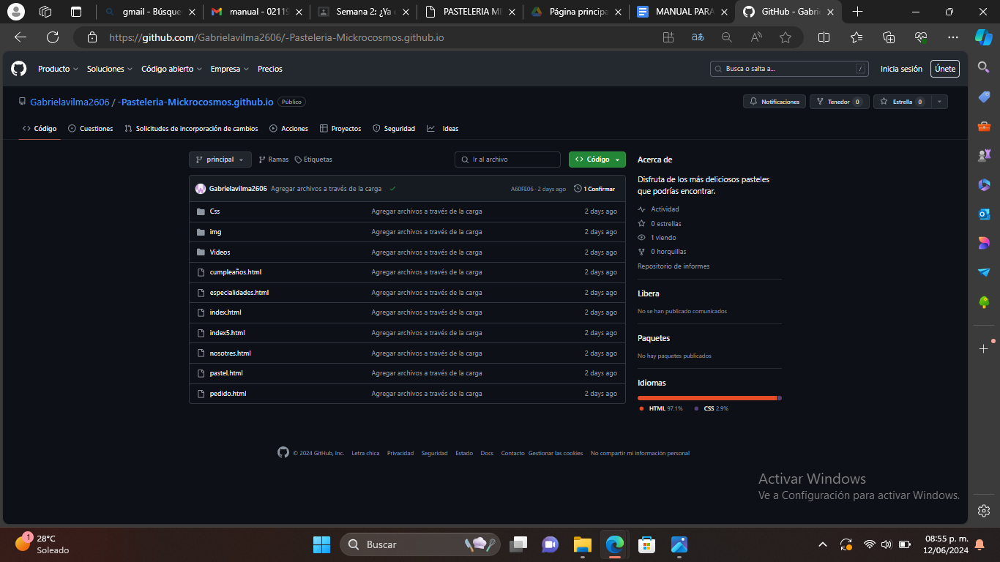 gmail - Búsque
manual - 02119
Semana 2: ¿Ya
PASTELERIA MI
Página principa
MANUAL PARA
GitHub - Gabrie
https://github.com/Gabrielavilma2606/-Pasteleria-Mickrocosmos.github.io
Producto Soluciones Código abierto Empresa Precios
Busca o salta a... / Inicia sesión Únete
Gabrielavilma2606 / -Pasteleria-Mickrocosmos.github.io Público
Notificaciones Tenedor 0 Estrella 0
Código Cuestiones Solicitudes de incorporación de cambios Acciones Proyectos Seguridad Ideas
principal Ramas Etiquetas Ir al archivo Código
Gabrielavilma2606 Agregar archivos a través de la carga A60FE06 · 2 days ago 1 Confirmar
Css Agregar archivos a través de la carga 2 days ago
img Agregar archivos a través de la carga 2 days ago
Videos Agregar archivos a través de la carga 2 days ago
cumpleaños.html Agregar archivos a través de la carga 2 days ago
especialidades.html Agregar archivos a través de la carga 2 days ago
index.html Agregar archivos a través de la carga 2 days ago
index5.html Agregar archivos a través de la carga 2 days ago
nosotres.html Agregar archivos a través de la carga 2 days ago
pastel.html Agregar archivos a través de la carga 2 days ago
pedido.html Agregar archivos a través de la carga 2 days ago
Acerca de
Disfruta de los más deliciosos pasteles
que podrías encontrar.
Actividad
0 estrellas
1 viendo
0 horquillas
Repositorio de informes
Libera
No se han publicado comunicados
Paquetes
No hay paquetes publicados
Idiomas
HTML 97.1% CSS 2.9%
© 2024 GitHub, Inc. Letra chica Privacidad Seguridad Estado Docs Contacto Gestionar las cookies No compartir mi información personal
Activar Windows
Ve a Configuración para activar Windows.
1
28°C
Soleado
Buscar
08:55 p. m.
12/06/2024